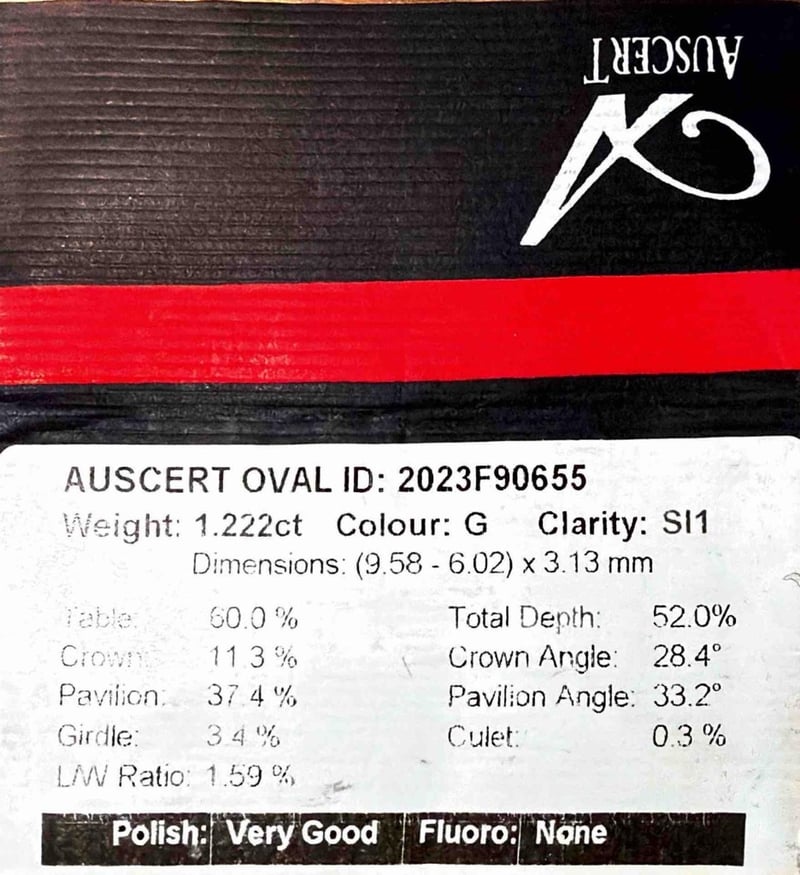 AUSCERT
AUSCERT OVAL ID: 2023F90655
Weight: 1.222ct Colour: G Clarity: SI1
Dimensions: (9.58 - 6.02) x 3.13 mm
Table: 60.0 % Total Depth: 52.0%
Crown: 11.3 % Crown Angle: 28.4°
Pavilion: 37.4 % Pavilion Angle: 33.2°
Girdle: 3.4 % Culet: 0.3 %
L/W Ratio: 1.59 %
Polish: Very Good Fluoro: None